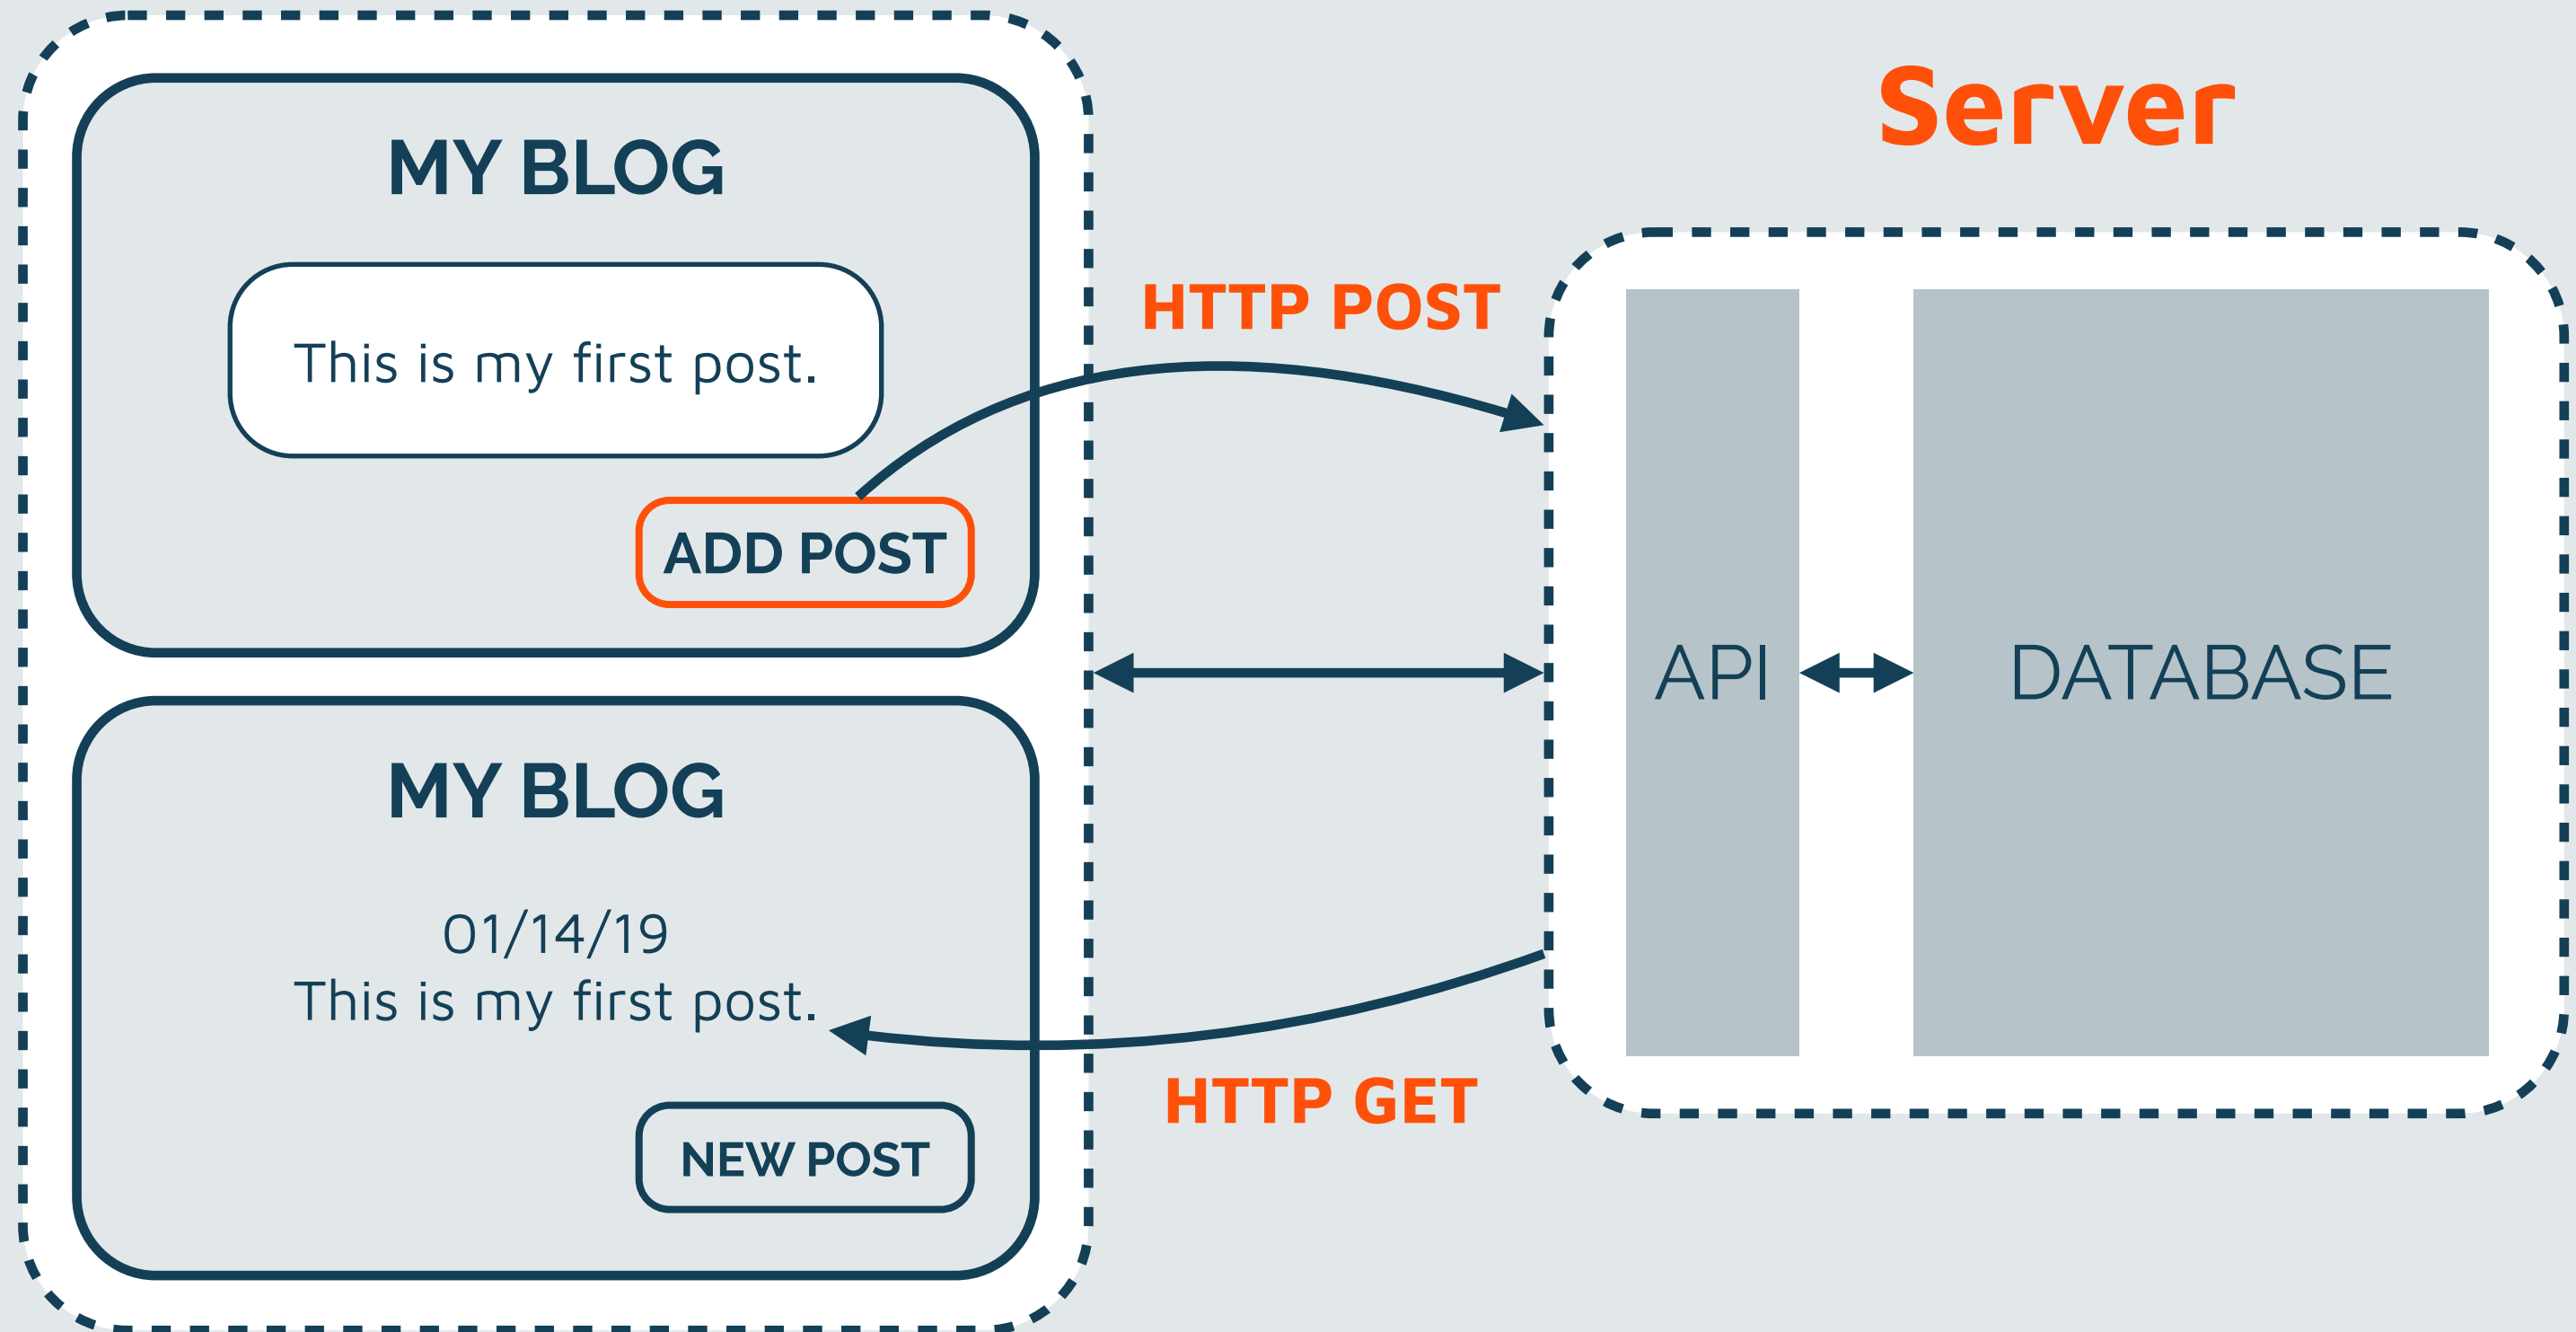 MY BLOG
This is my first post.
ADD POST
MY BLOG
01/14/19
This is my first post.
NEW POST
HTTP POST
HTTP GET
Server
API
DATABASE